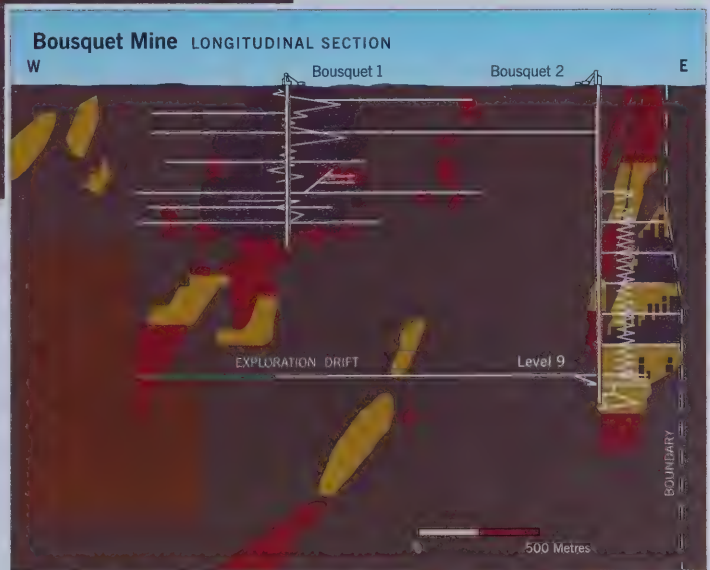 Bousquet Mine LONGITUDINAL SECTION
W
E
Bousquet 1
Bousquet 2
EXPLORATION DRIFT
Level 9
BOUNDARY
500 Metres